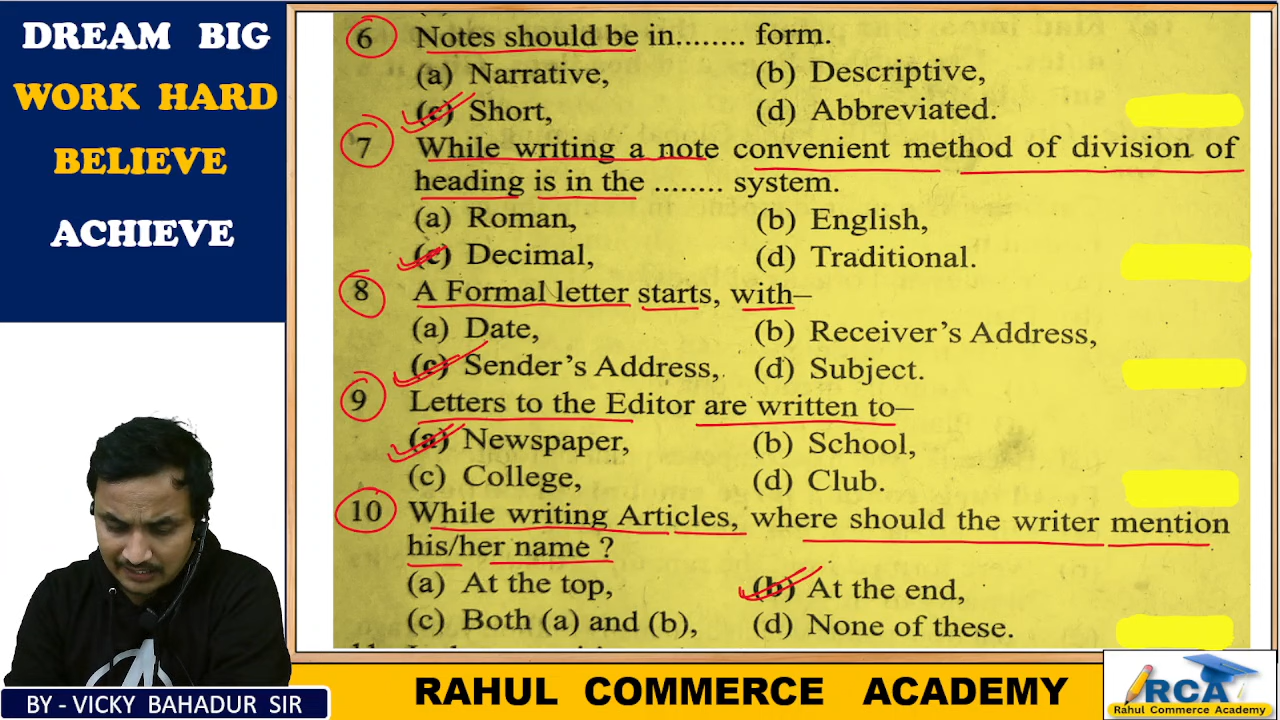 DREAM BIG
WORK HARD
BELIEVE
ACHIEVE
6 Notes should be in........ form.
(a) Narrative, (b) Descriptive,
(c) Short, (d) Abbreviated.
7 While writing a note convenient method of division of
heading is in the ........ system.
(a) Roman, (b) English,
(c) Decimal, (d) Traditional.
8 A Formal letter starts, with–
(a) Date, (b) Receiver's Address,
(c) Sender's Address, (d) Subject.
9 Letters to the Editor are written to–
(a) Newspaper, (b) School,
(c) College, (d) Club.
10 While writing Articles, where should the writer mention
his/her name ?
(a) At the top, (b) At the end,
(c) Both (a) and (b), (d) None of these.
BY - VICKY BAHADUR SIR
RAHUL COMMERCE ACADEMY
RCA
Rahul Commerce Academy